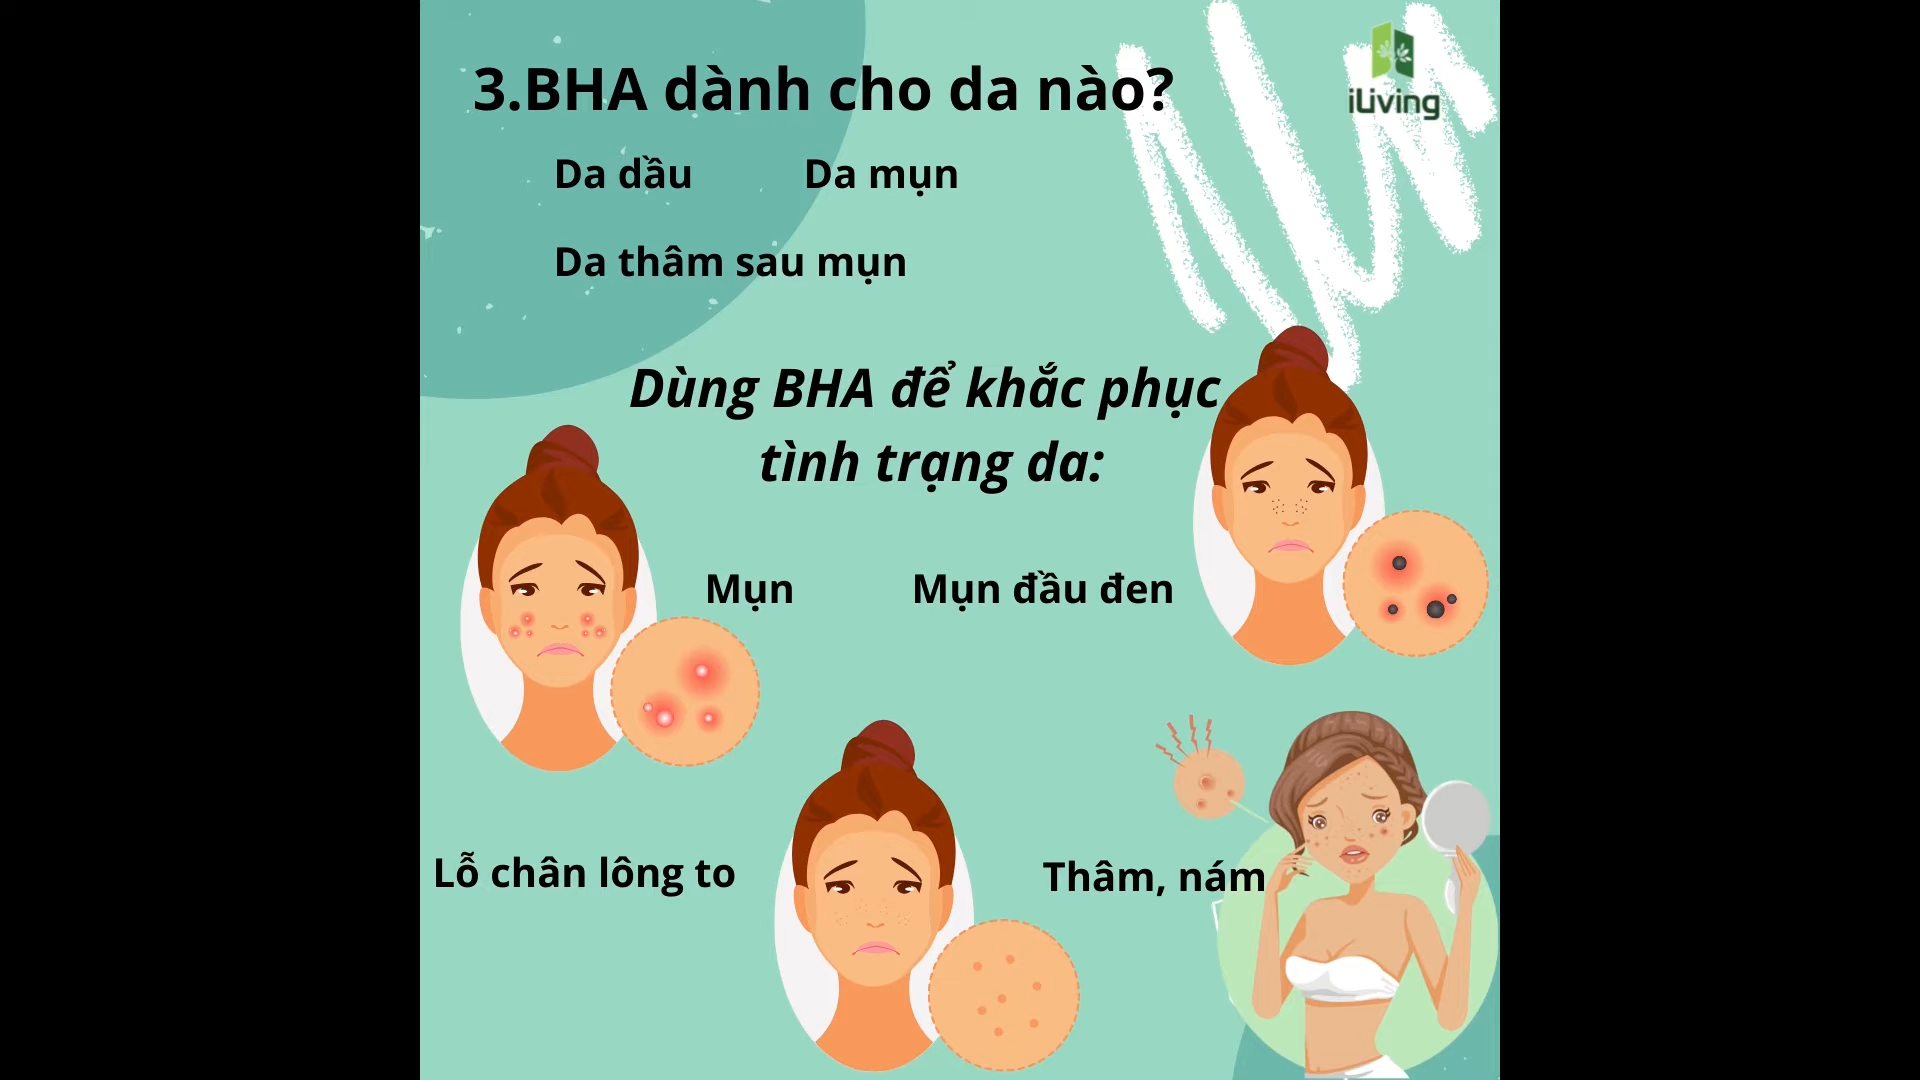 3.BHA dành cho da nào?
iLiving
Da dầu
Da mụn
Da thâm sau mụn
Dùng BHA để khắc phục
tình trạng da:
Mụn
Mụn đầu đen
Lỗ chân lông to
Thâm, nám